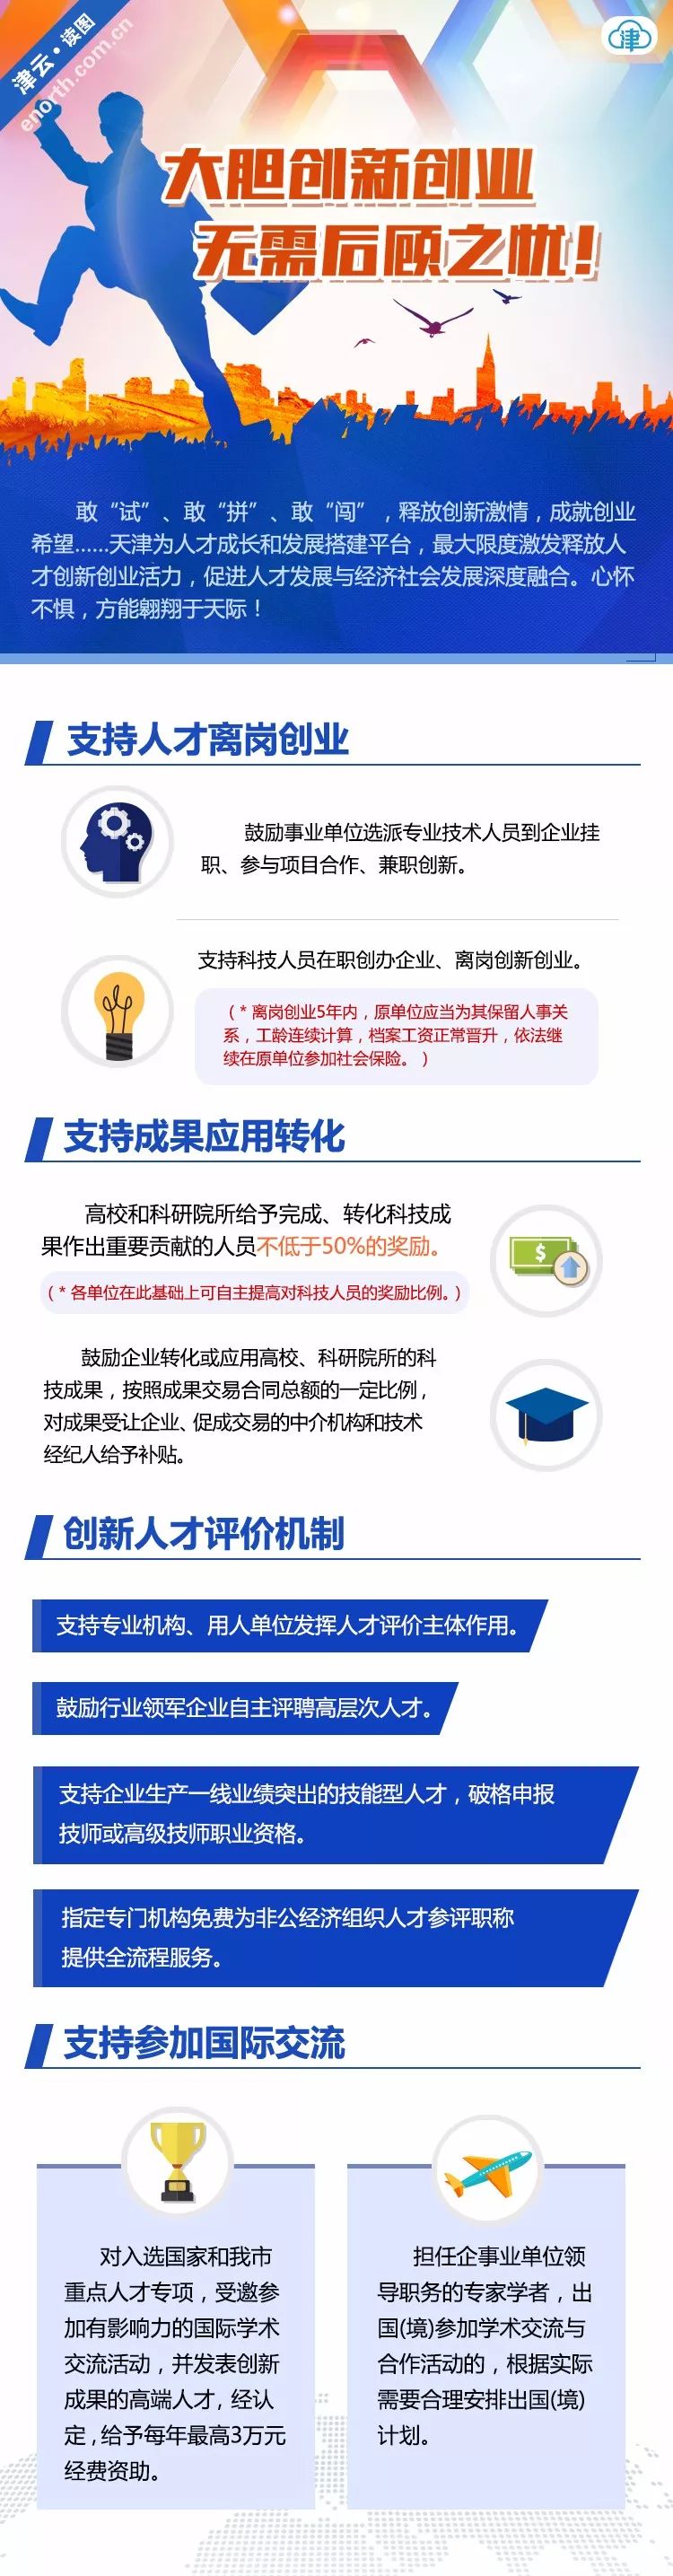 津云·读图
enorth.com.cn
津
大胆创新创业
无需后顾之忧!
敢“试”、敢“拼”、敢“闯”，释放创新激情，成就创业
希望......天津为人才成长和发展搭建平台，最大限度激发释放人
才创新创业活力，促进人才发展与经济社会发展深度融合。心怀
不惧，方能翱翔于天际！
支持人才离岗创业
鼓励事业单位选派专业技术人员到企业挂
职、参与项目合作、兼职创新。
支持科技人员在职创办企业、离岗创新创业。
（* 离岗创业5年内，原单位应当为其保留人事关
系，工龄连续计算，档案工资正常晋升，依法继
续在原单位参加社会保险。）
支持成果应用转化
高校和科研院所给予完成、转化科技成
果作出重要贡献的人员不低于50%的奖励。
(* 各单位在此基础上可自主提高对科技人员的奖励比例。)
$
鼓励企业转化或应用高校、科研院所的科
技成果，按照成果交易合同总额的一定比例，
对成果受让企业、促成交易的中介机构和技术
经纪人给予补贴。
创新人才评价机制
支持专业机构、用人单位发挥人才评价主体作用。
鼓励行业领军企业自主评聘高层次人才。
支持企业生产一线业绩突出的技能型人才，破格申报
技师或高级技师职业资格。
指定专门机构免费为非公经济组织人才参评职称
提供全流程服务。
支持参加国际交流
对入选国家和我市
重点人才专项，受邀参
加有影响力的国际学术
交流活动，并发表创新
成果的高端人才，经认
定，给予每年最高3万元
经费资助。
担任企事业单位领
导职务的专家学者，出
国(境)参加学术交流与
合作活动的，根据实际
需要合理安排出国(境)
计划。